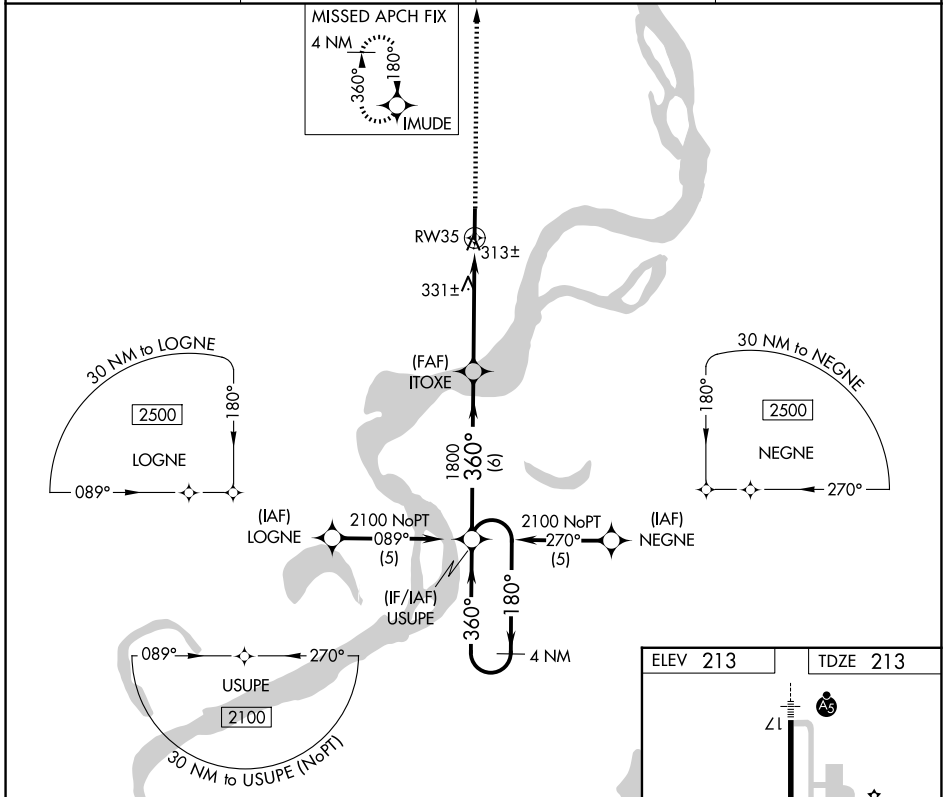 MISSED APCH FIX
4 NM
360°
180°
IMUDE
RW35
313±
331±
(FAF)
ITOXE
30 NM to LOGNE
2500
180°
LOGNE
089°
30 NM to NEGNE
180°
2500
NEGNE
270°
1800
360°
(6)
(IAF)
LOGNE
2100 NoPT
089°
(5)
2100 NoPT
270°
(5)
(IAF)
NEGNE
(IF/IAF)
USUPE
360°
180°
4 NM
089°
270°
USUPE
2100
30 NM to USUPE (NoPT)
ELEV 213
TDZE 213
17
A5